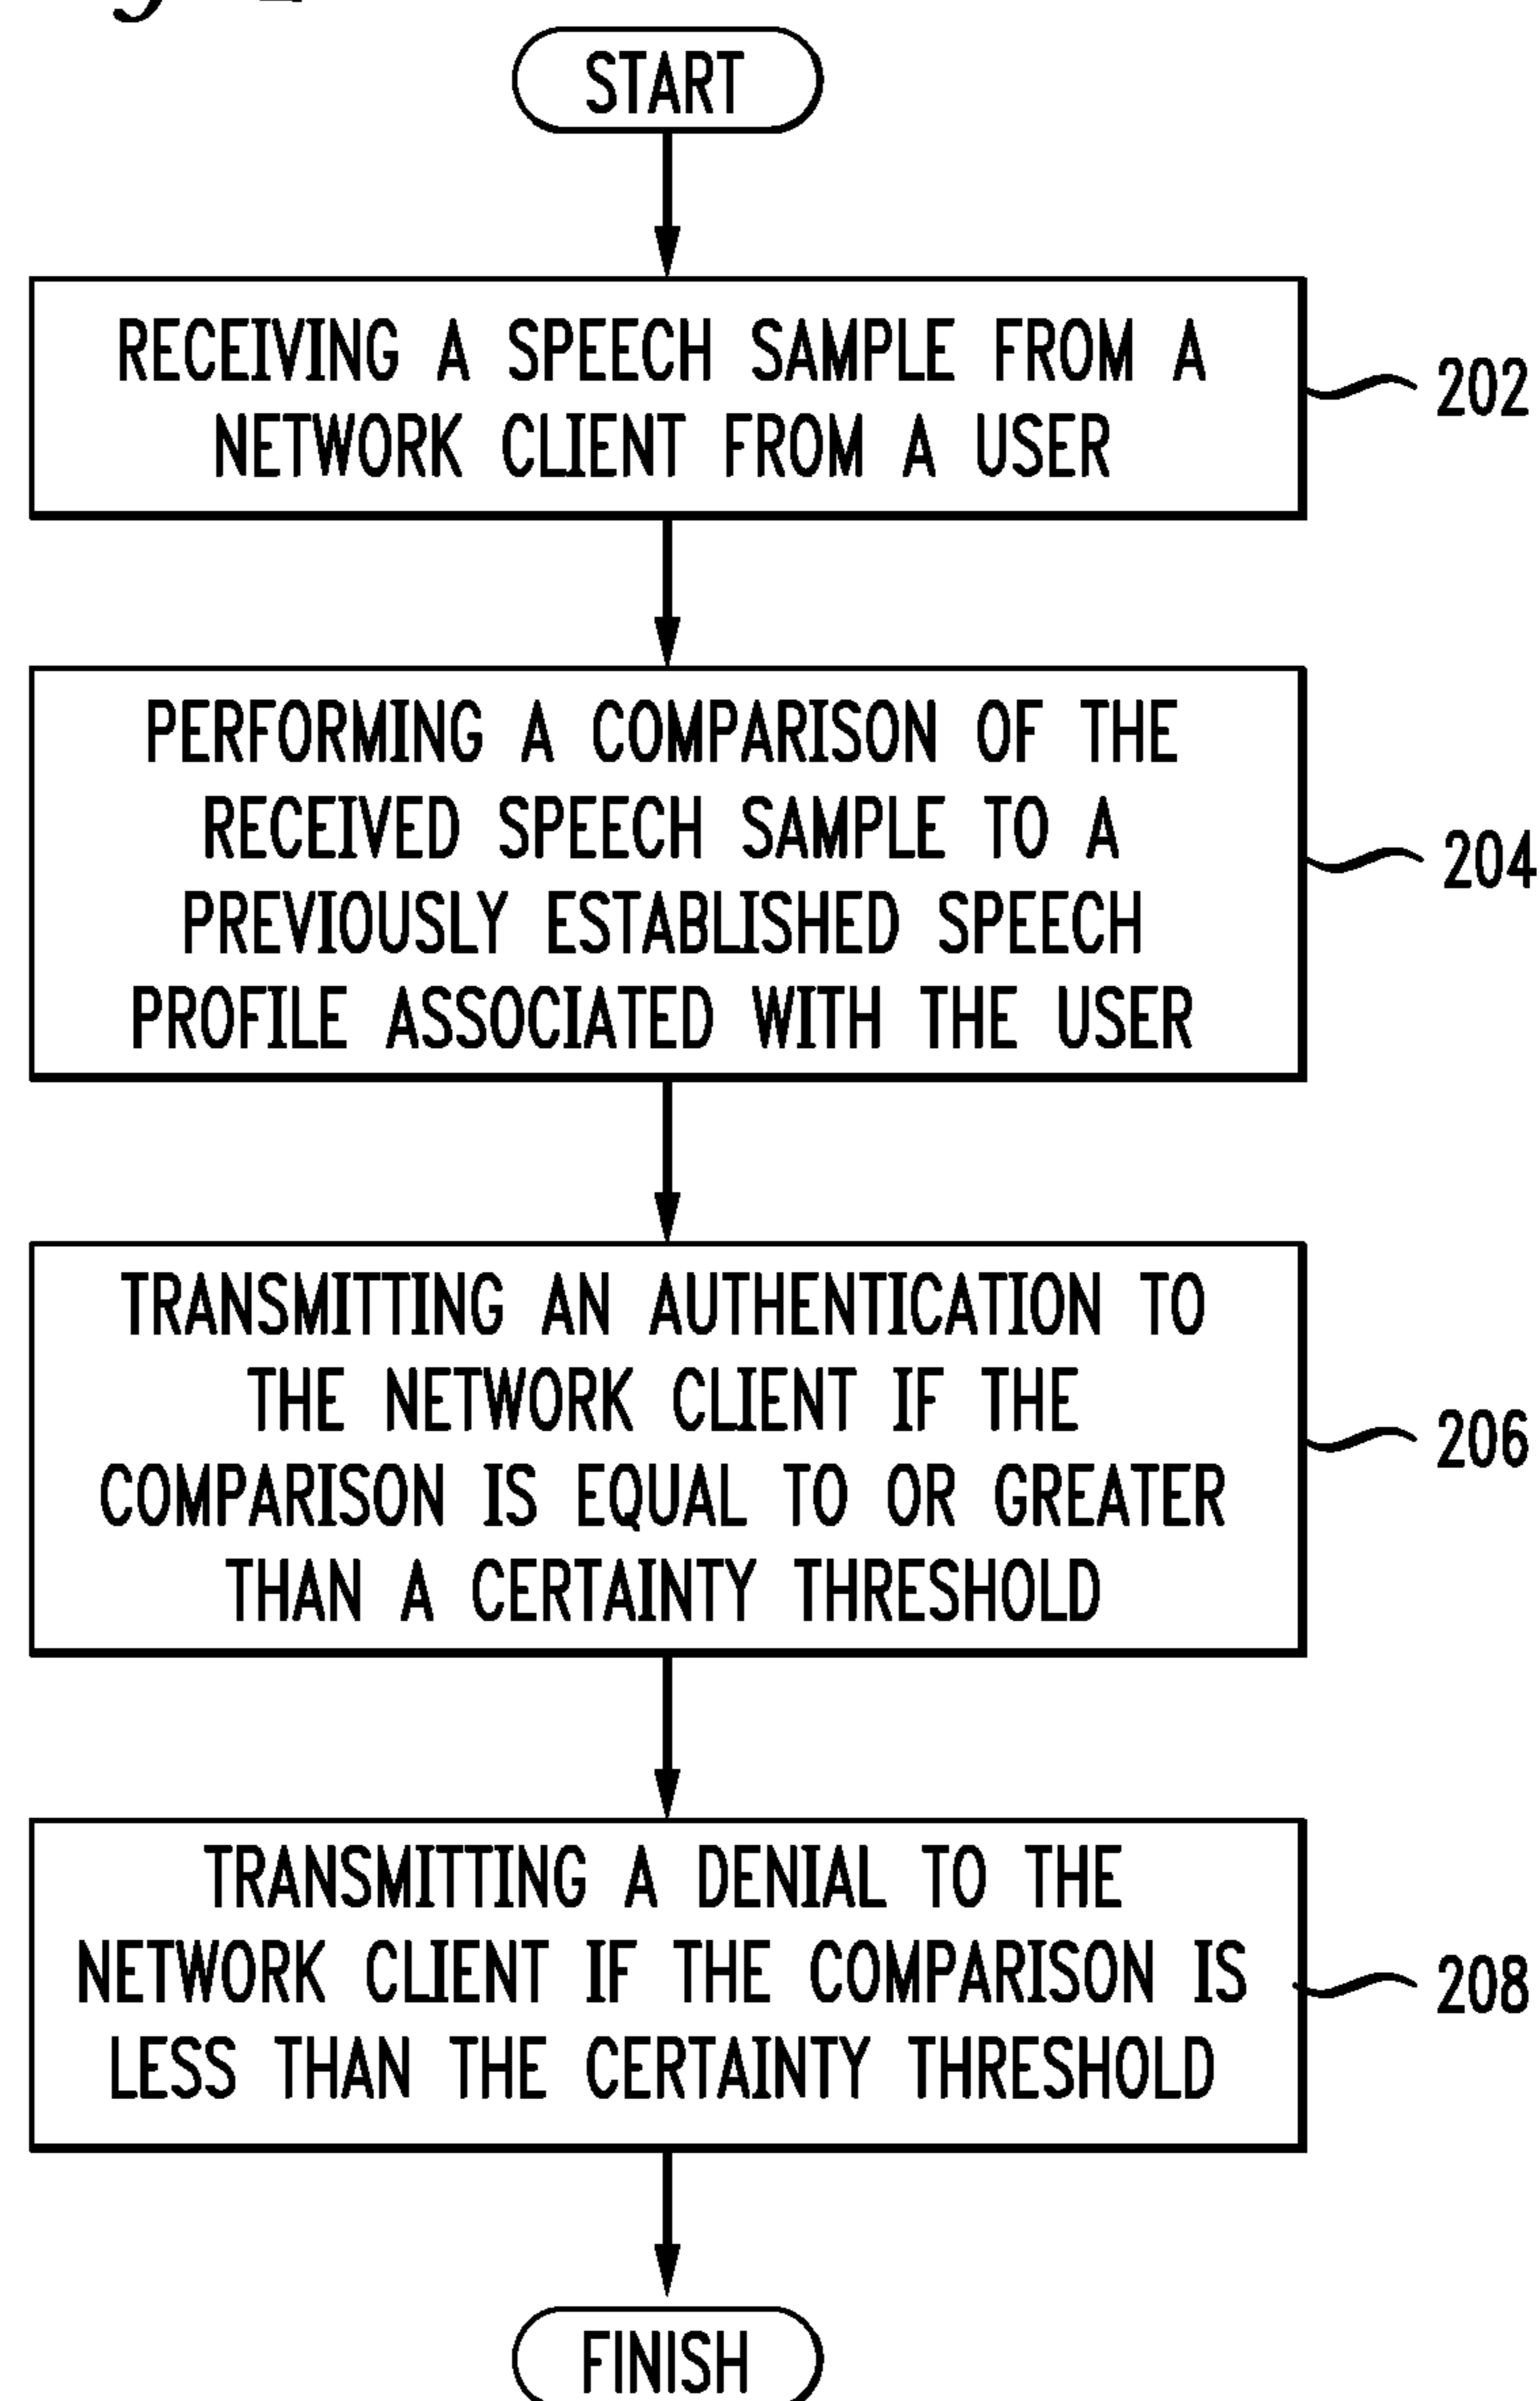 START
RECEIVING A SPEECH SAMPLE FROM A
NETWORK CLIENT FROM A USER
202
PERFORMING A COMPARISON OF THE
RECEIVED SPEECH SAMPLE TO A
PREVIOUSLY ESTABLISHED SPEECH
PROFILE ASSOCIATED WITH THE USER
204
TRANSMITTING AN AUTHENTICATION TO
THE NETWORK CLIENT IF THE
COMPARISON IS EQUAL TO OR GREATER
THAN A CERTAINTY THRESHOLD
206
TRANSMITTING A DENIAL TO THE
NETWORK CLIENT IF THE COMPARISON IS
LESS THAN THE CERTAINTY THRESHOLD
208
FINISH